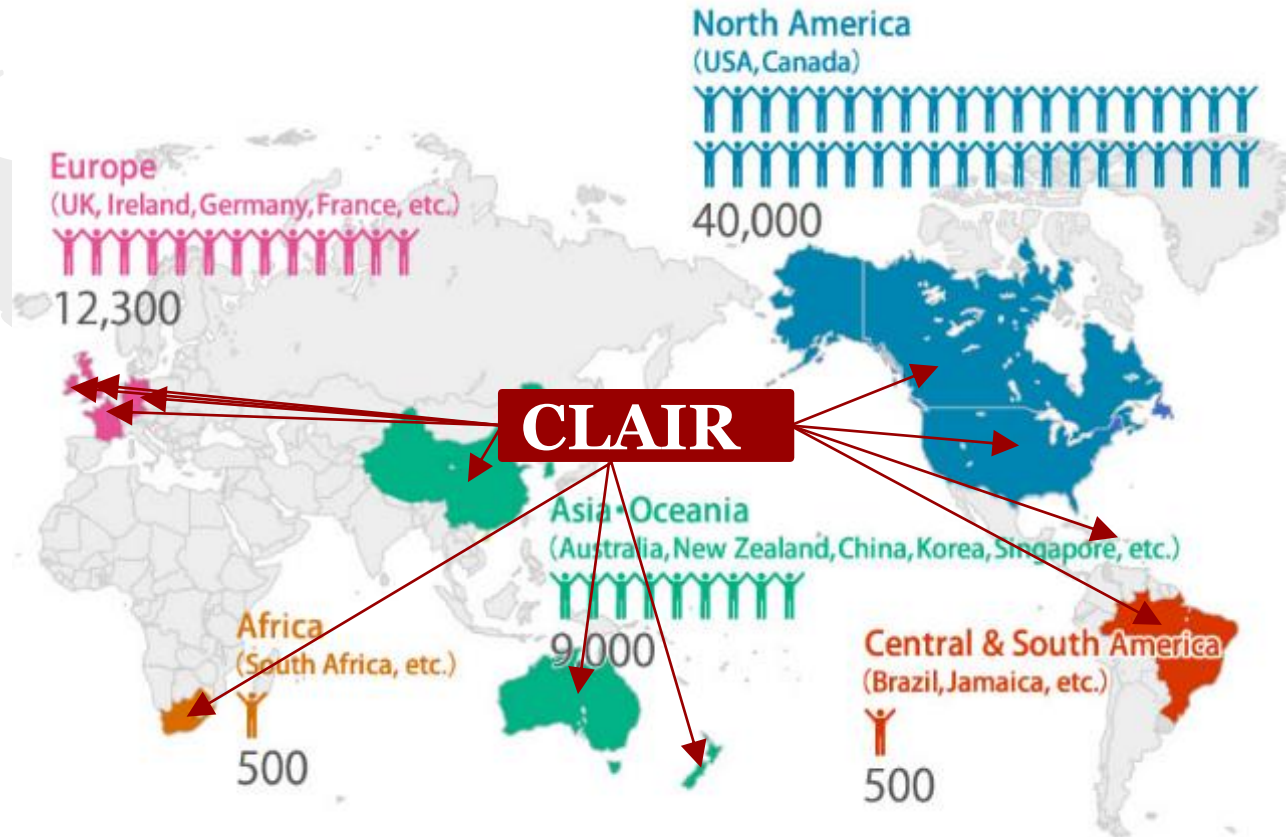 North America
(USA, Canada)
40,000
Europe
(UK, Ireland, Germany, France, etc.)
12,300
CLAIR
Asia・Oceania
(Australia, New Zealand, China, Korea, Singapore, etc.)
9,000
Africa
(South Africa, etc.)
500
Central & South America
(Brazil, Jamaica, etc.)
500